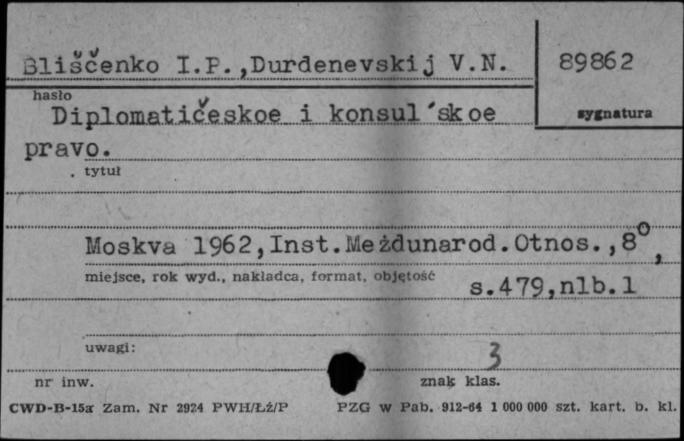 Bliščenko I.P.,Durdenevskij V.N.
89862
hasło
sygnatura
Diplomatičeskoe i konsul'skoe
pravo.
tytuł
Moskva 1962,Inst.Meżdunarod.Otnos.,8°,
miejsce, rok wyd., nakładca, format, objętość
s.479,nlb.1
uwagi:
3
nr inw.
znak klas.
CWD-B-15a Zam. Nr 2924 PWH/Łź/P PZG w Pab. 912-64 1 000 000 szt. kart. b. kl.